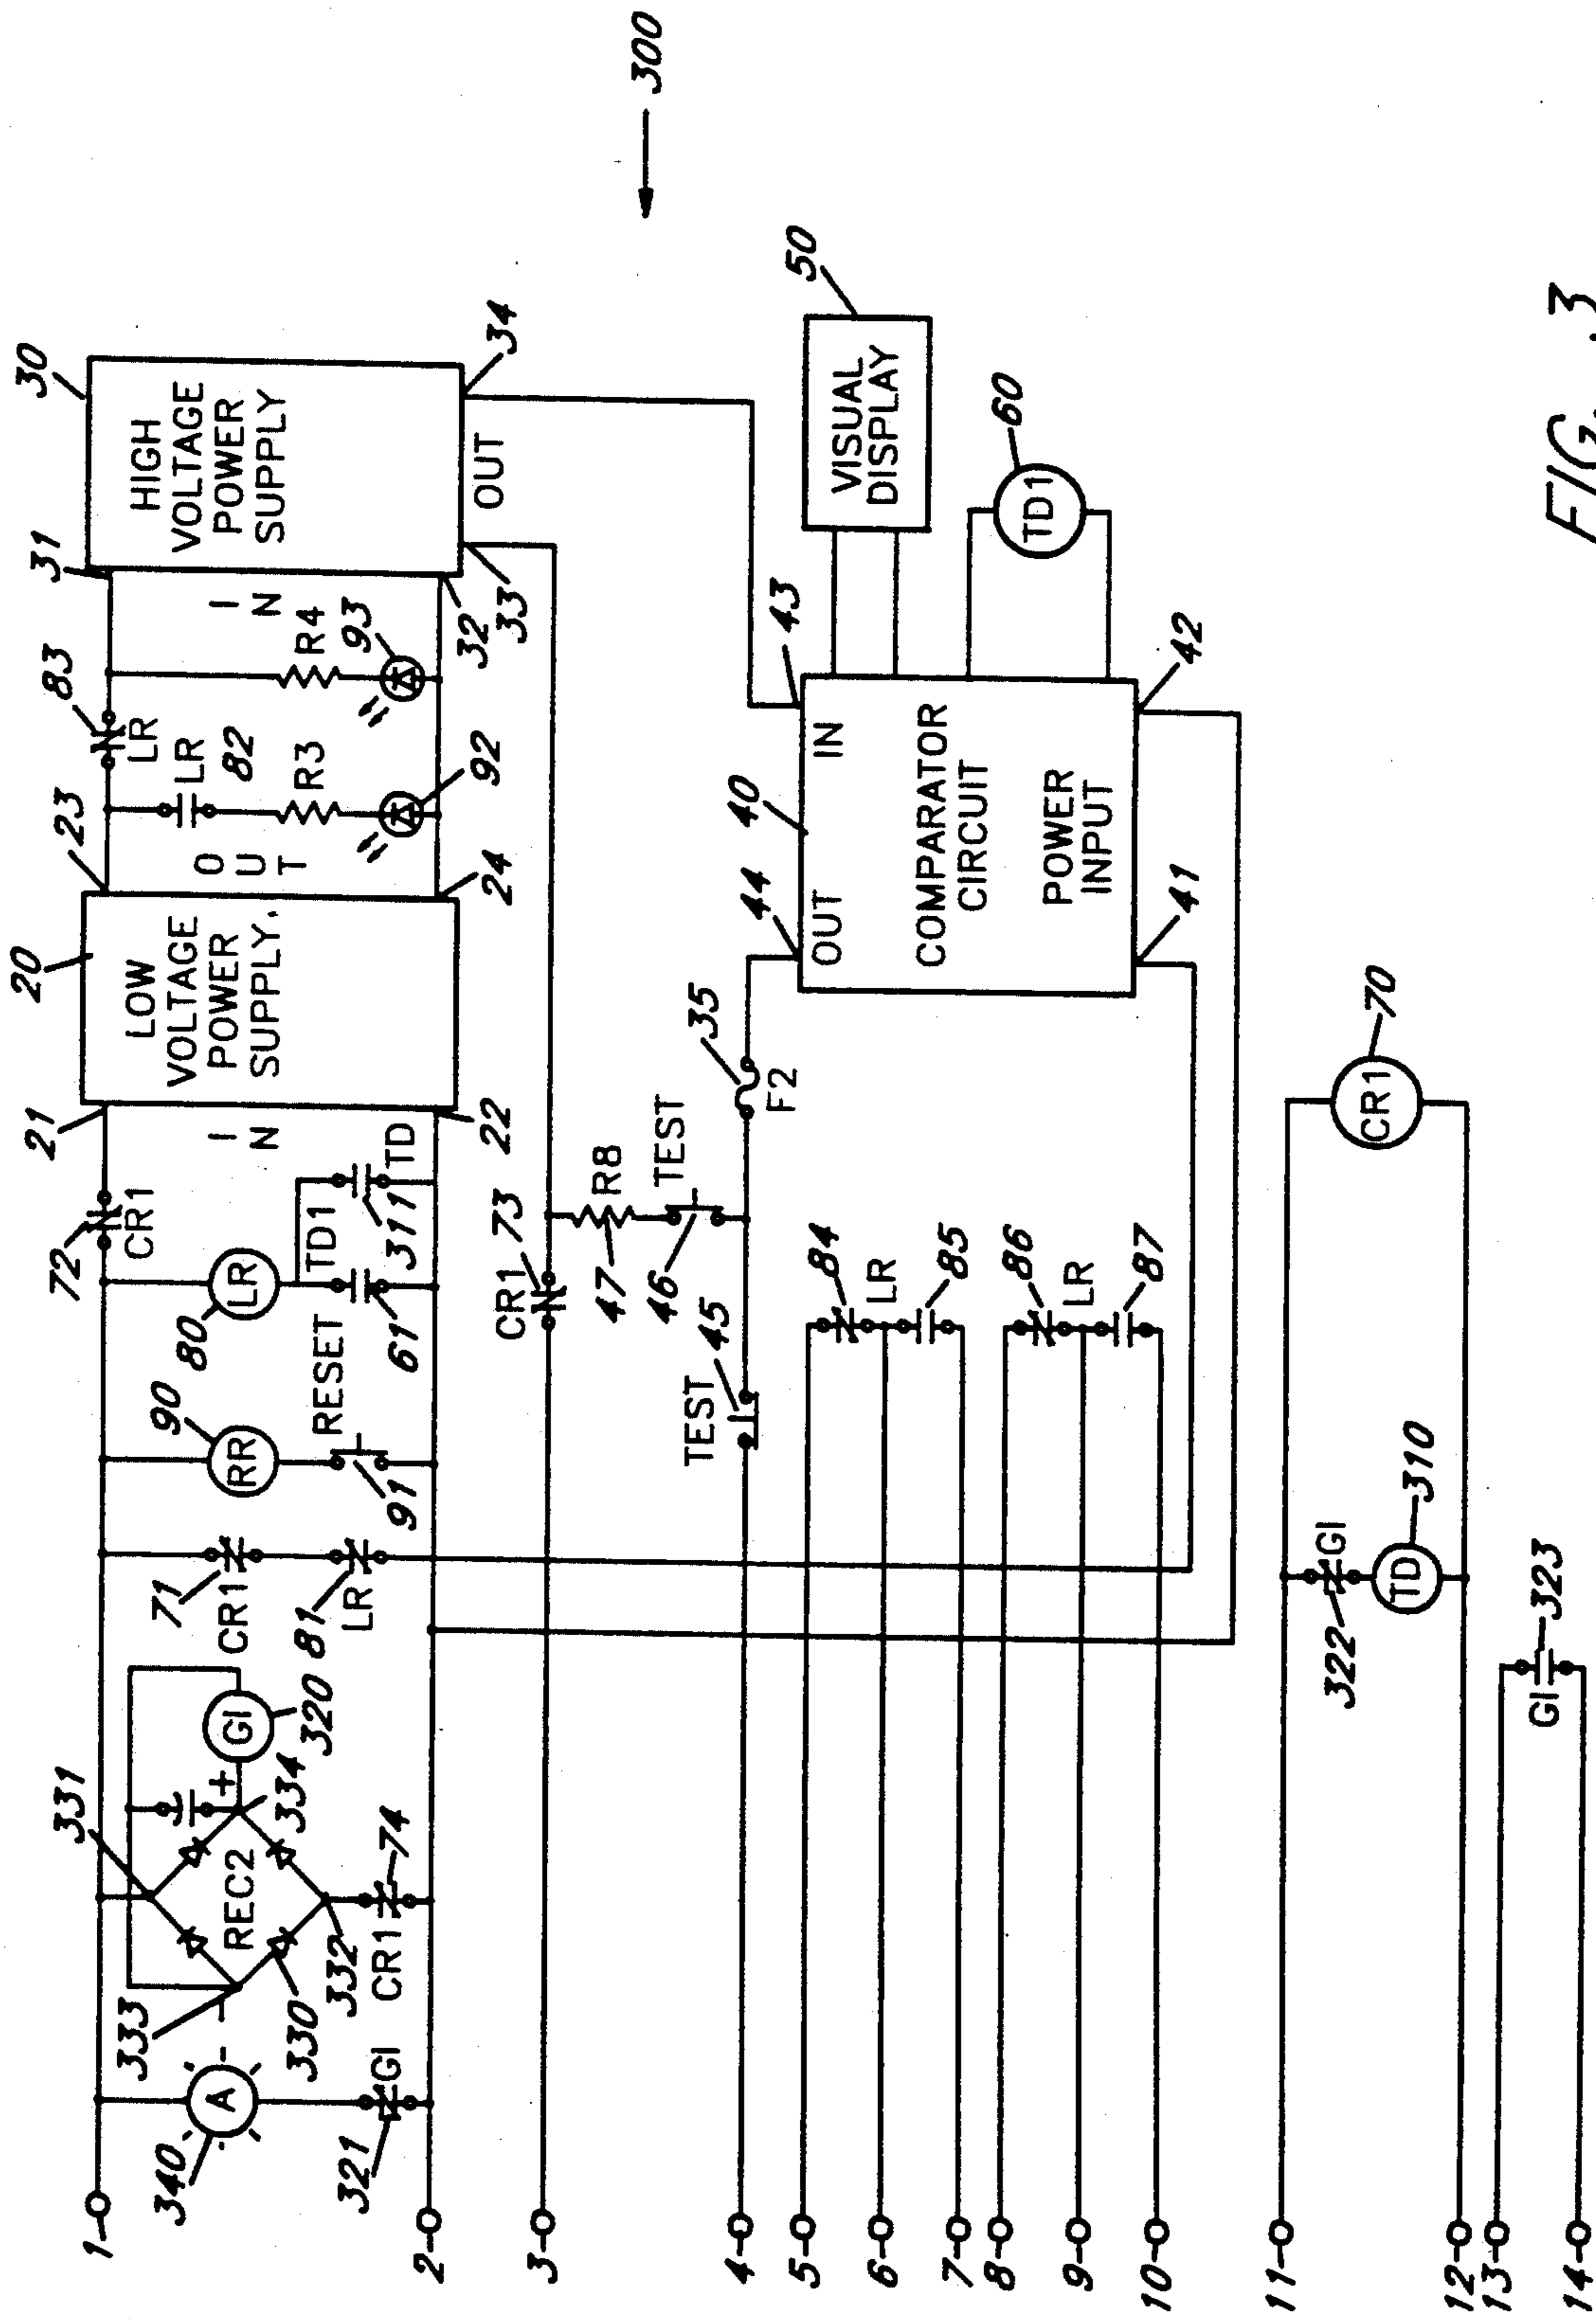 300
30
HIGH
VOLTAGE
POWER
SUPPLY
31
32
33
34
OUT
IN
R4
93
83
LR
LR
82
R3
92
23
24
OUT
20
LOW
VOLTAGE
POWER
SUPPLY.
21
22
IN
72
CR1
TD
311
TD1
61
80
LR
90
RR
RESET
91
71
CR1
81
LR
331
GI
320
+
334
REC2
74
CR1
332
330
333
-
340
A
321
GI
1-
2-
3-
CR1
73
47
R8
46
TEST
45
TEST
35
F2
44
40
43
OUT
IN
COMPARATOR
CIRCUIT
POWER
INPUT
41
42
50
VISUAL
DISPLAY
60
TD1
4-
5-
6-
7-
8-
9-
10-
84
LR
85
86
LR
87
11-
12-
13-
14-
70
CR1
GI
322
TD
310
GI
323
FIG. 3